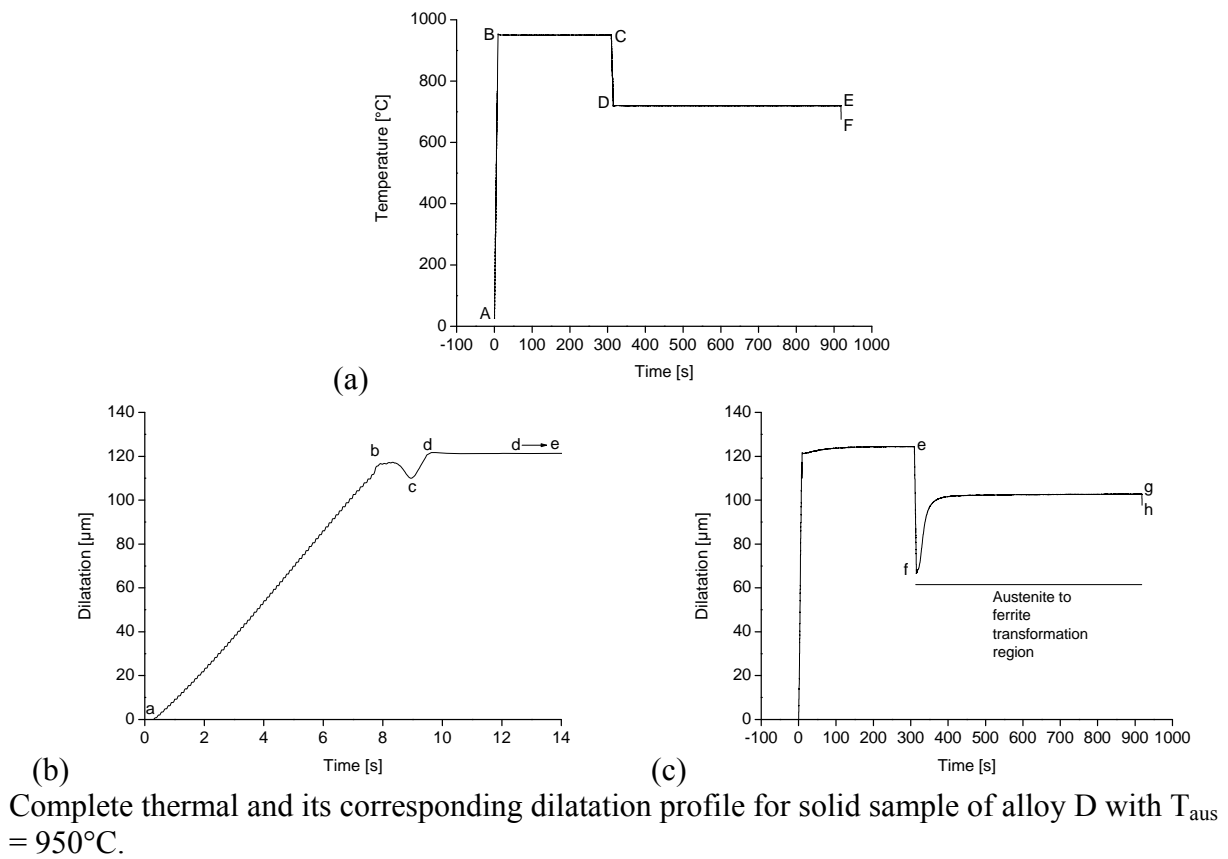 1000
800
600
400
200
0
Temperature [°C]
A
B
C
D
E
F
-100 0 100 200 300 400 500 600 700 800 900 1000
Time [s]
(a)
140
120
100
80
60
40
20
0
Dilatation [µm]
a
b
c
d
d → e
0 2 4 6 8 10 12 14
Time [s]
(b)
140
120
100
80
60
40
20
0
Dilatation [µm]
e
f
g
h
Austenite to
ferrite
transformation
region
-100 0 100 200 300 400 500 600 700 800 900 1000
Time [s]
(c)
Complete thermal and its corresponding dilatation profile for solid sample of alloy D with T_aus
= 950°C.